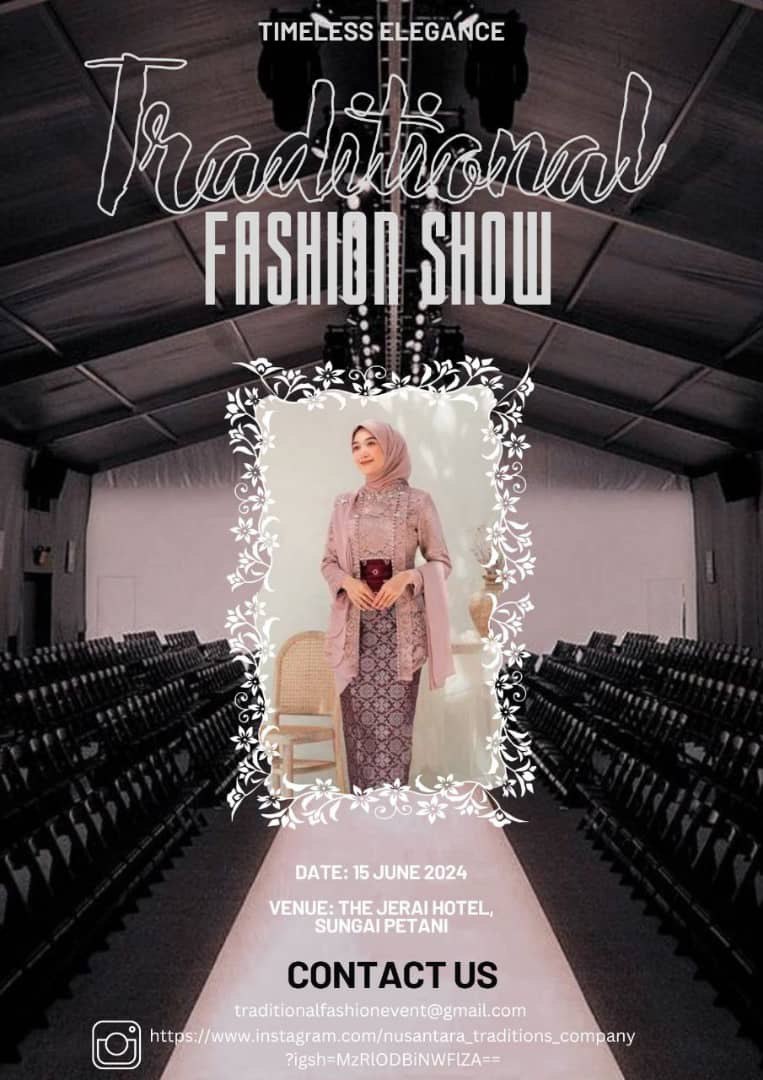 TIMELESS ELEGANCE
Traditional
FASHION SHOW
DATE: 15 JUNE 2024
VENUE: THE JERAI HOTEL,
SUNGAI PETANI
CONTACT US
traditionalfashionevent@gmail.com
https://www.instagram.com/nusantara_traditions_company
?igsh=MzRlODBiNWFlZA==